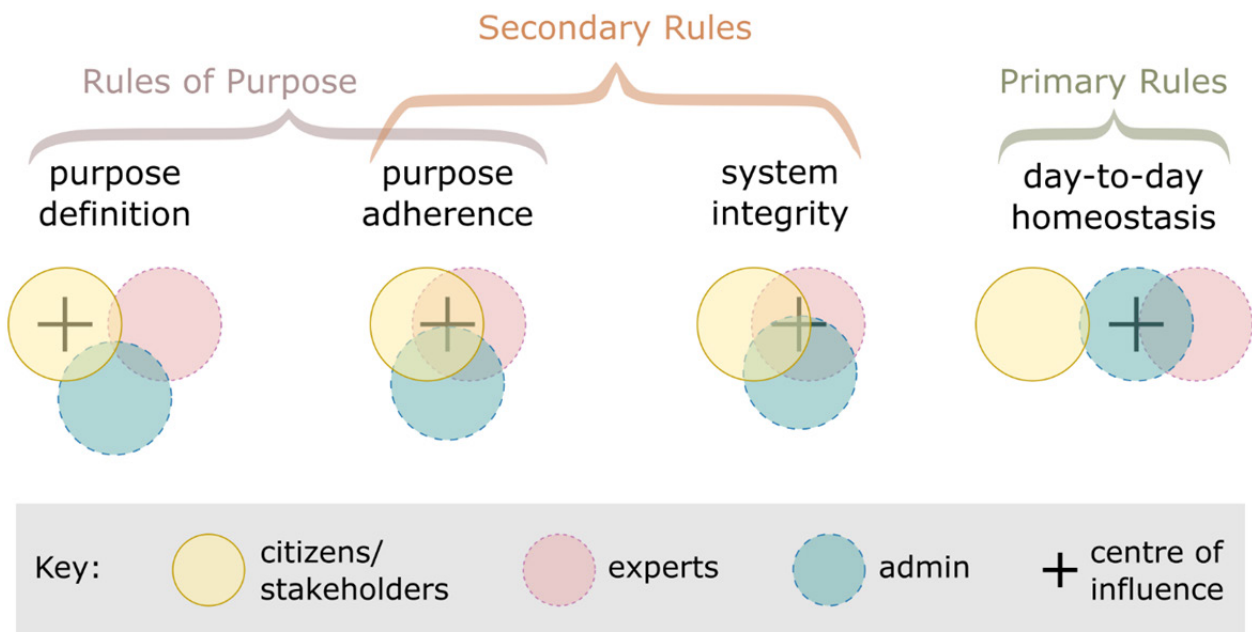 Secondary Rules
Rules of Purpose
Primary Rules
purpose
definition
purpose
adherence
system
integrity
day-to-day
homeostasis
Key:
citizens/
stakeholders
experts
admin
centre of
influence